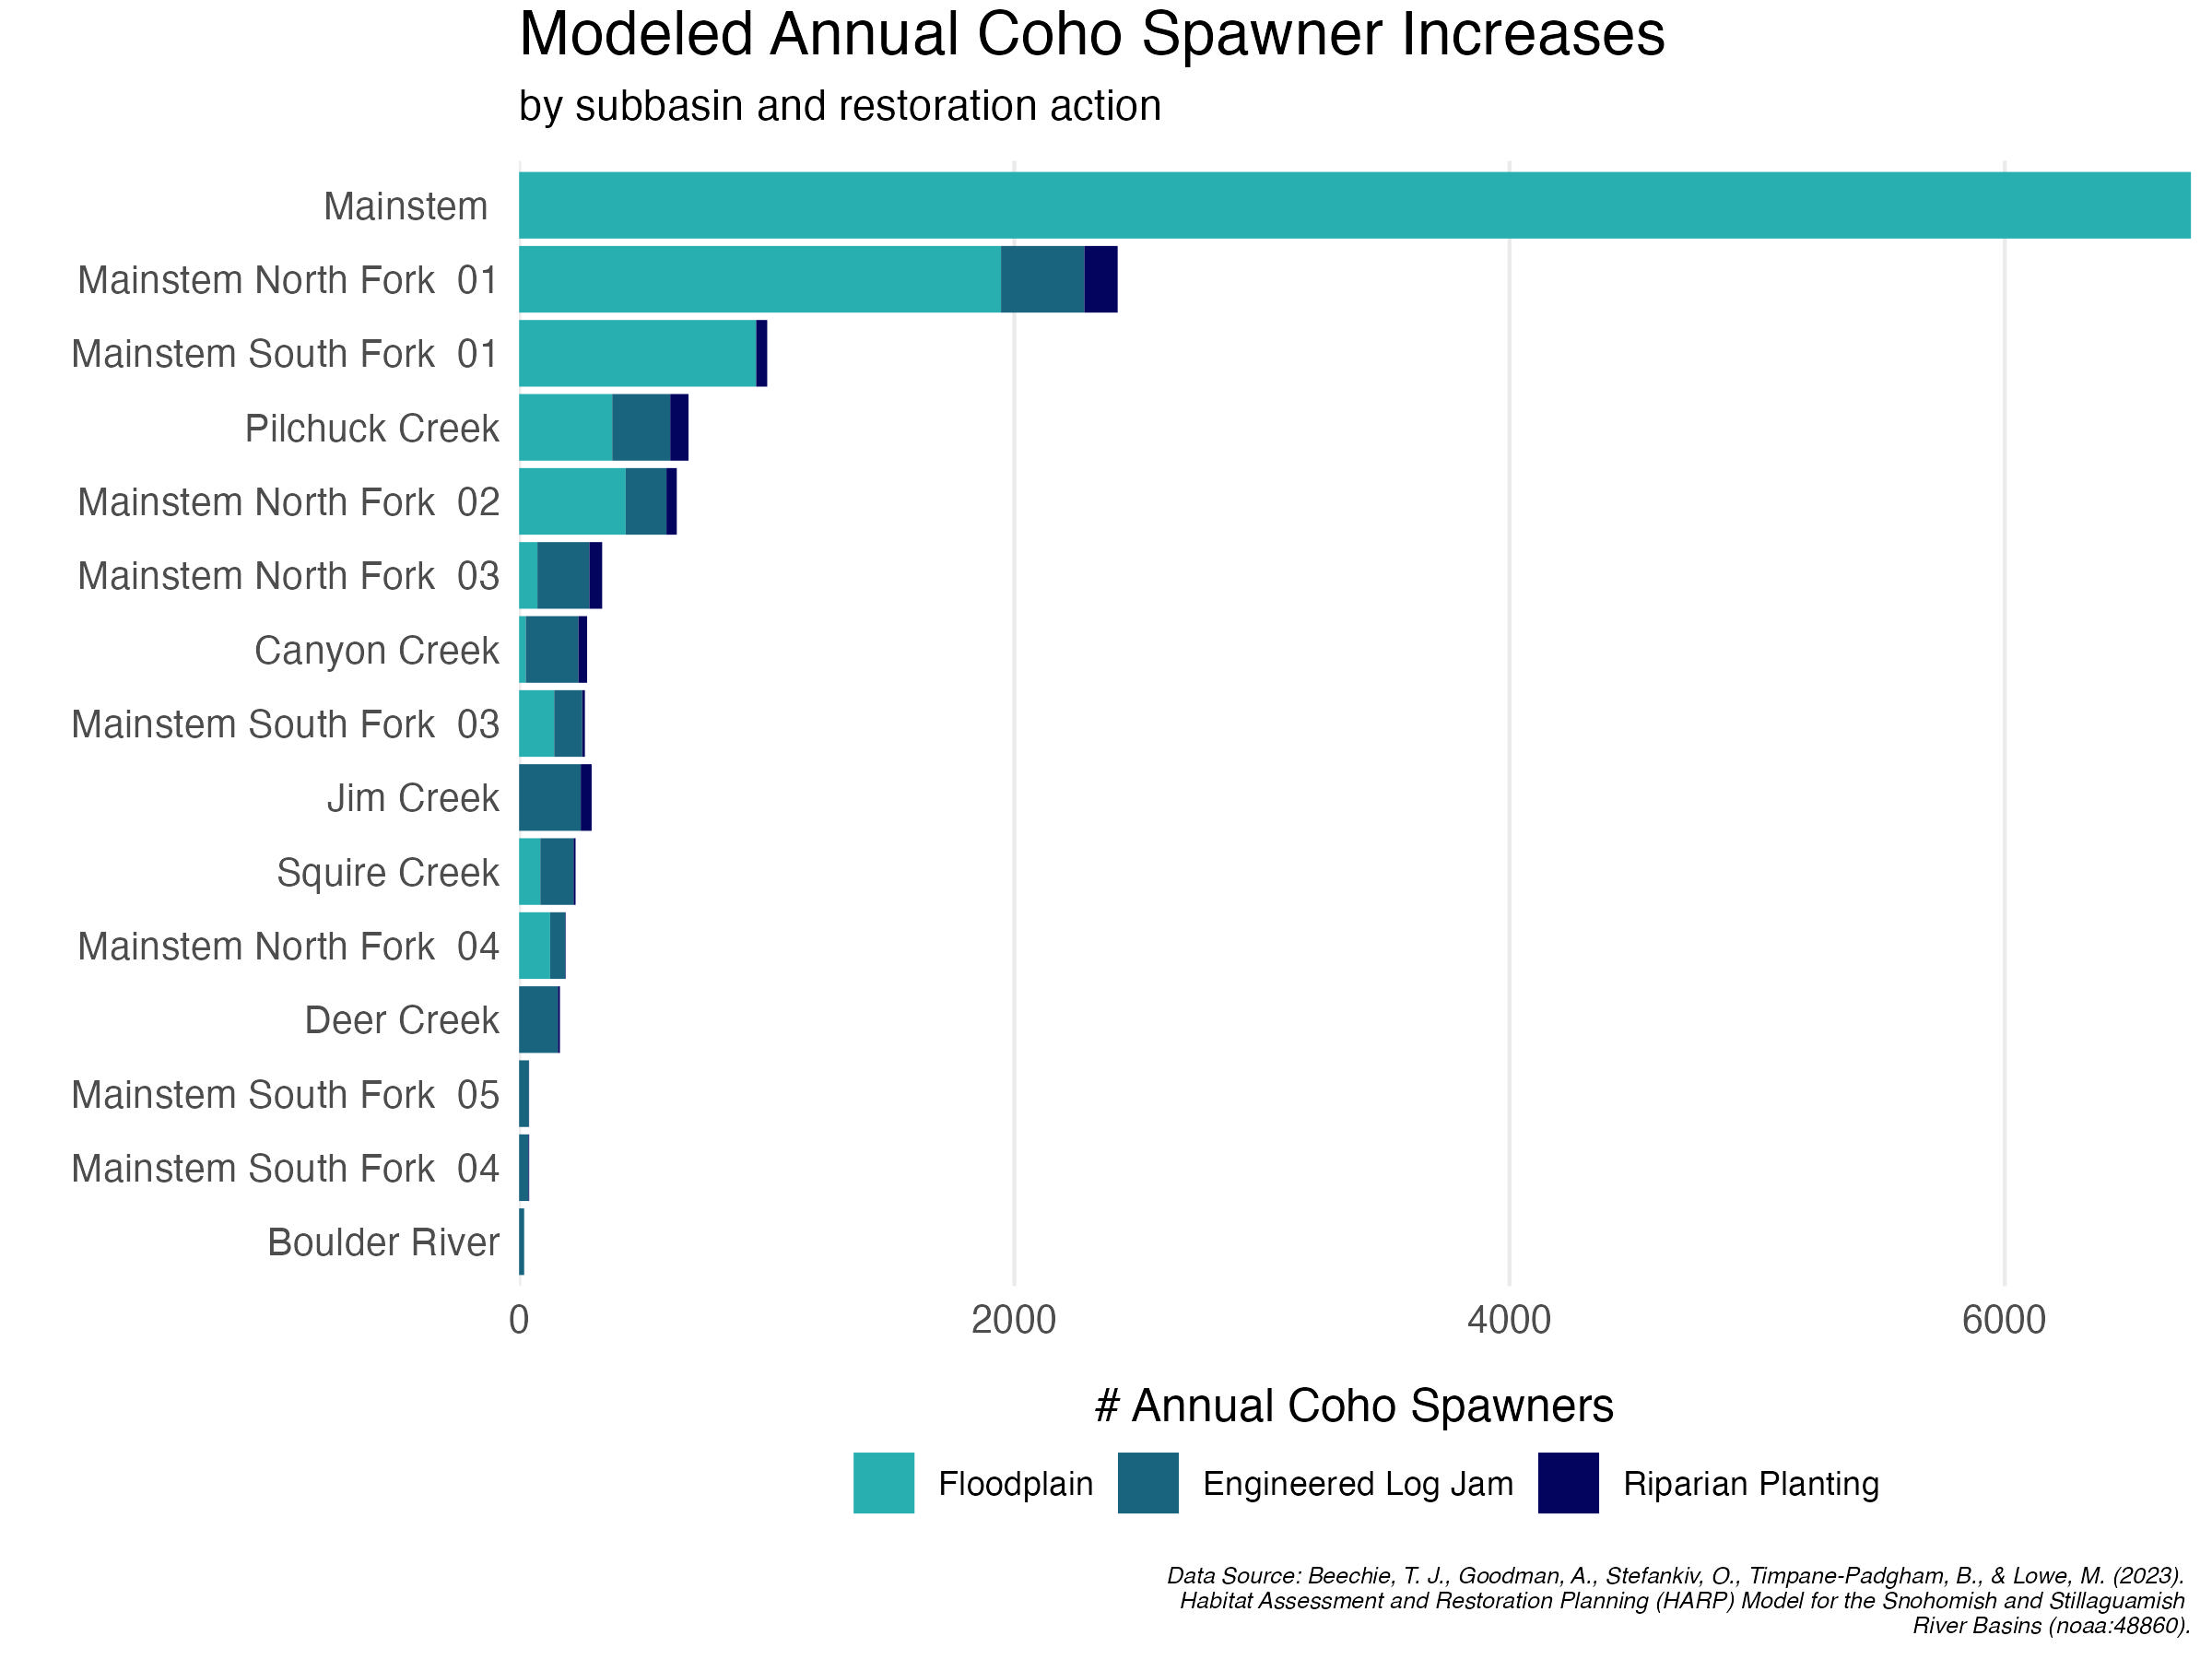 Modeled Annual Coho Spawner Increases
by subbasin and restoration action
Mainstem
Mainstem North Fork 01
Mainstem South Fork 01
Pilchuck Creek
Mainstem North Fork 02
Mainstem North Fork 03
Canyon Creek
Mainstem South Fork 03
Jim Creek
Squire Creek
Mainstem North Fork 04
Deer Creek
Mainstem South Fork 05
Mainstem South Fork 04
Boulder River
0 2000 4000 6000
# Annual Coho Spawners
Floodplain Engineered Log Jam Riparian Planting
Data Source: Beechie, T. J., Goodman, A., Stefankiv, O., Timpane-Padgham, B., & Lowe, M. (2023).
Habitat Assessment and Restoration Planning (HARP) Model for the Snohomish and Stillaguamish
River Basins (noaa:48860).